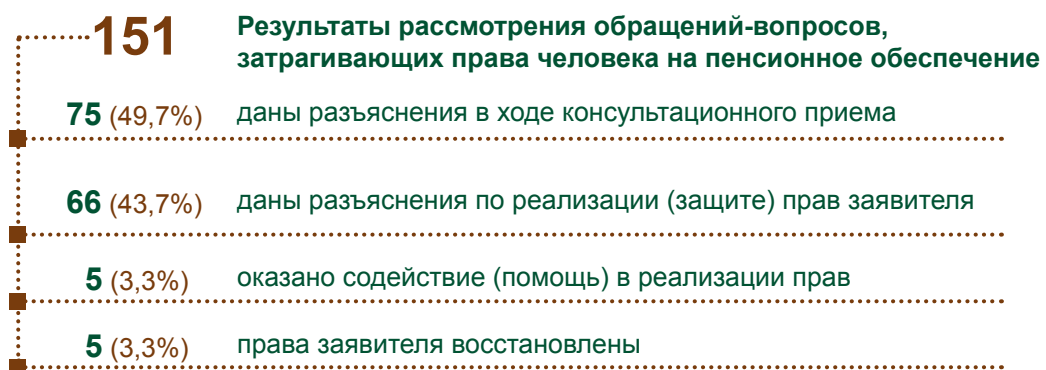 151 Результаты рассмотрения обращений-вопросов,
затрагивающих права человека на пенсионное обеспечение
75 (49,7%) даны разъяснения в ходе консультационного приема
66 (43,7%) даны разъяснения по реализации (защите) прав заявителя
5 (3,3%) оказано содействие (помощь) в реализации прав
5 (3,3%) права заявителя восстановлены